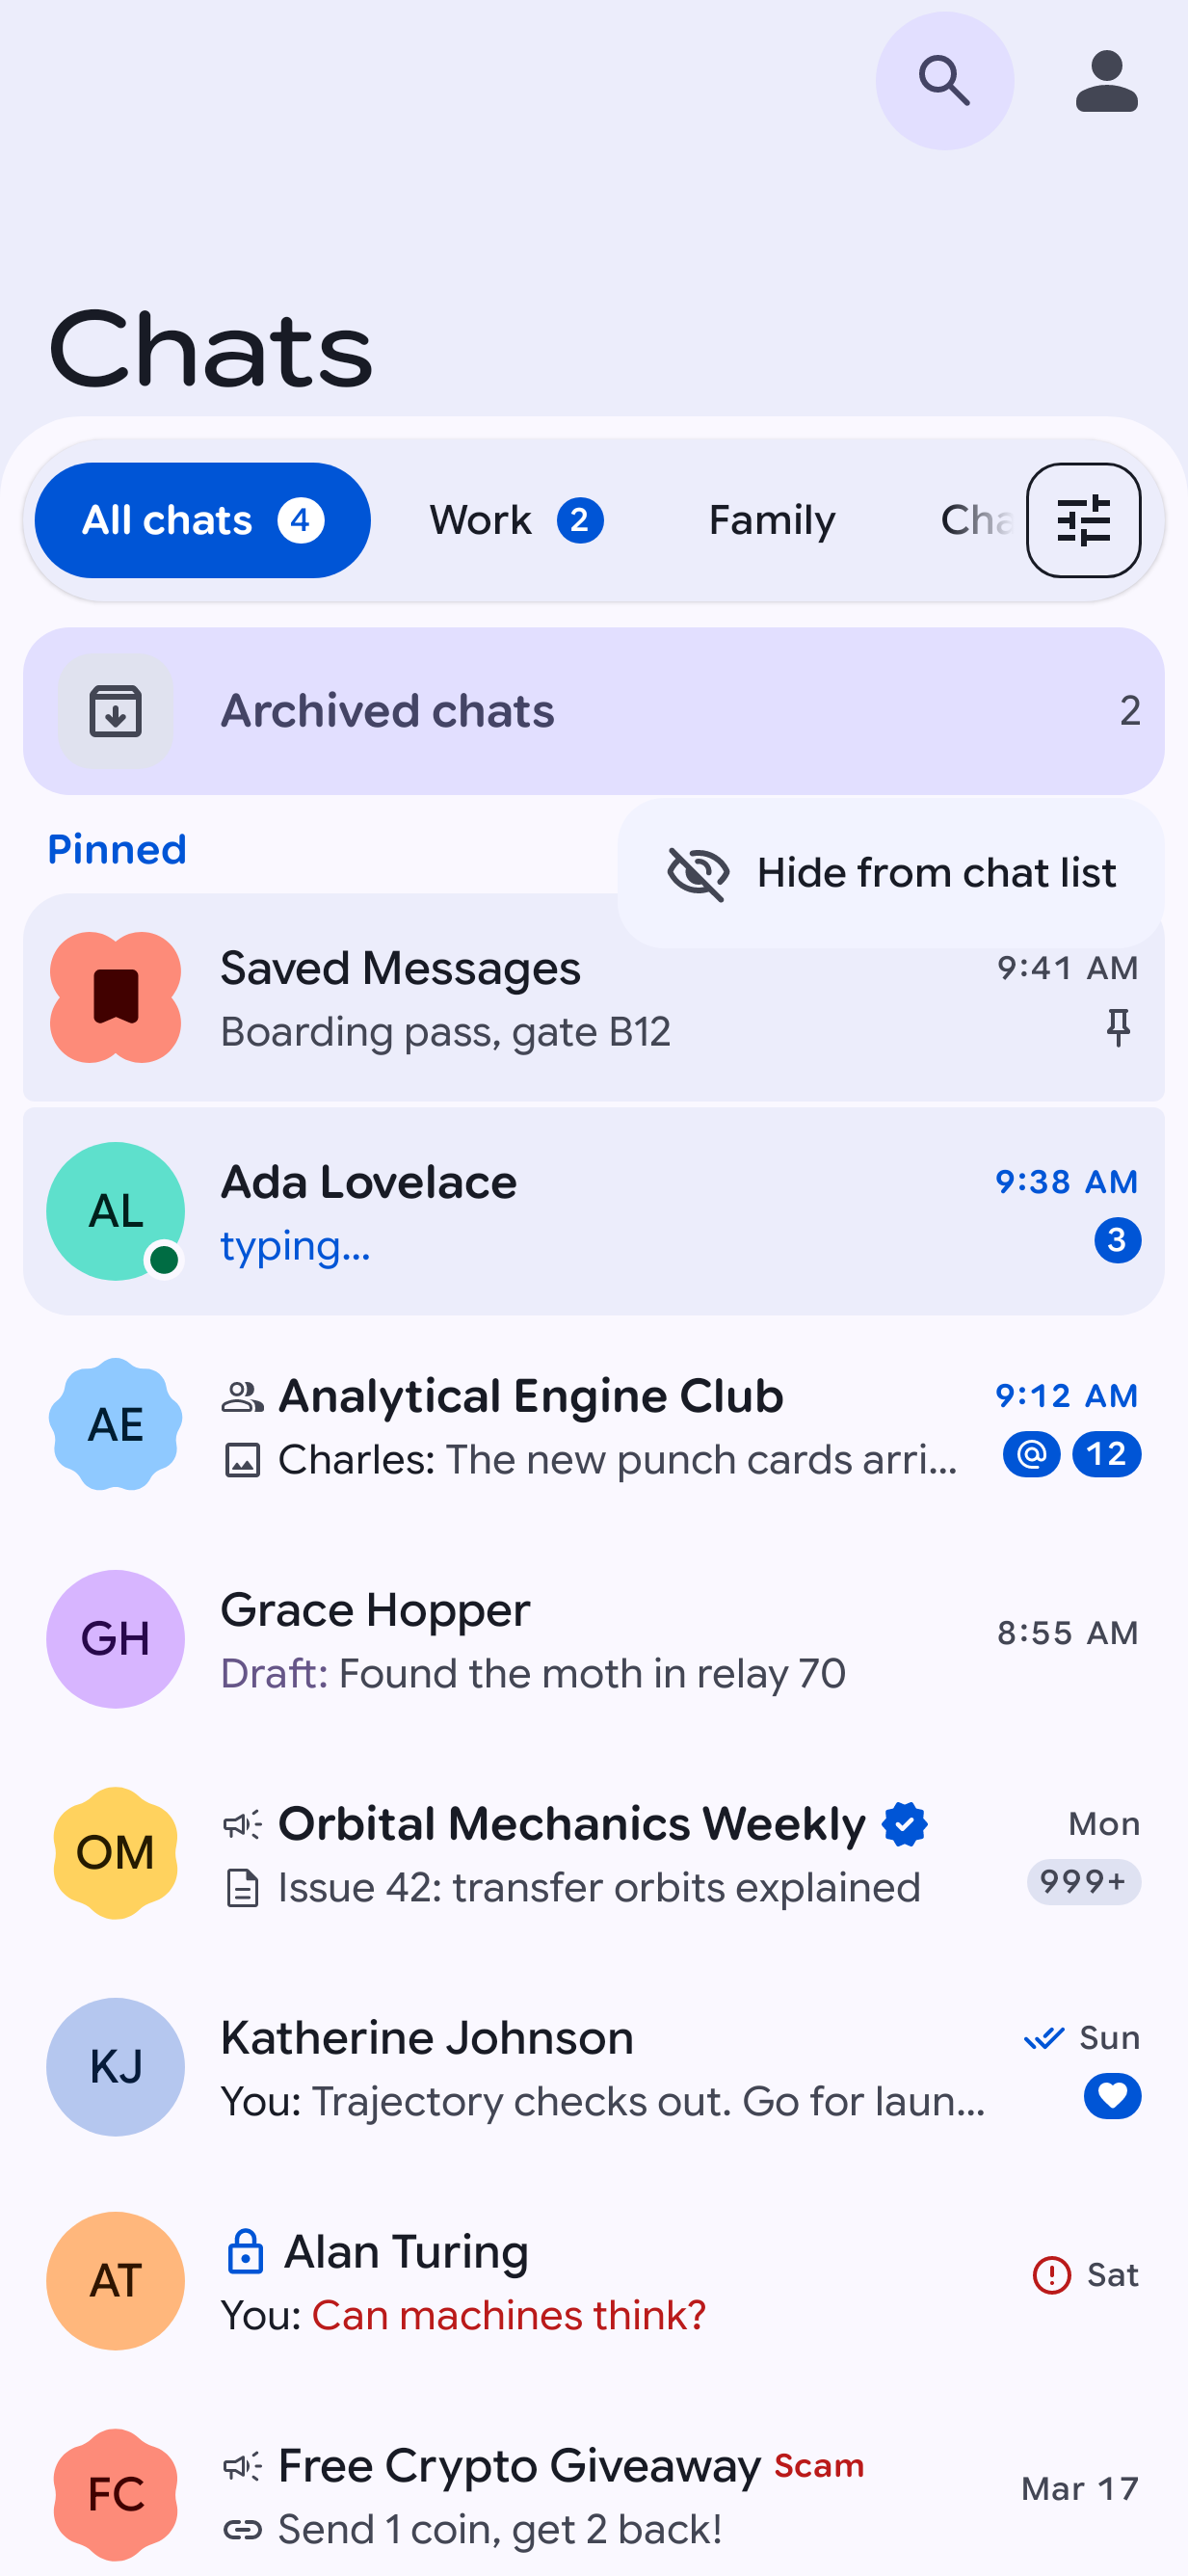 Chats
All chats 4 Work 2 Family Cha
Archived chats 2
Pinned
Hide from chat list
Saved Messages 9:41 AM
Boarding pass, gate B12
AL
Ada Lovelace 9:38 AM
typing... 3
AE
Analytical Engine Club 9:12 AM
Charles: The new punch cards arri... @ 12
GH
Grace Hopper 8:55 AM
Draft: Found the moth in relay 70
OM
Orbital Mechanics Weekly Mon
Issue 42: transfer orbits explained 999+
KJ
Katherine Johnson Sun
You: Trajectory checks out. Go for laun...
AT
Alan Turing Sat
You: Can machines think?
FC
Free Crypto Giveaway Scam Mar 17
Send 1 coin, get 2 back!